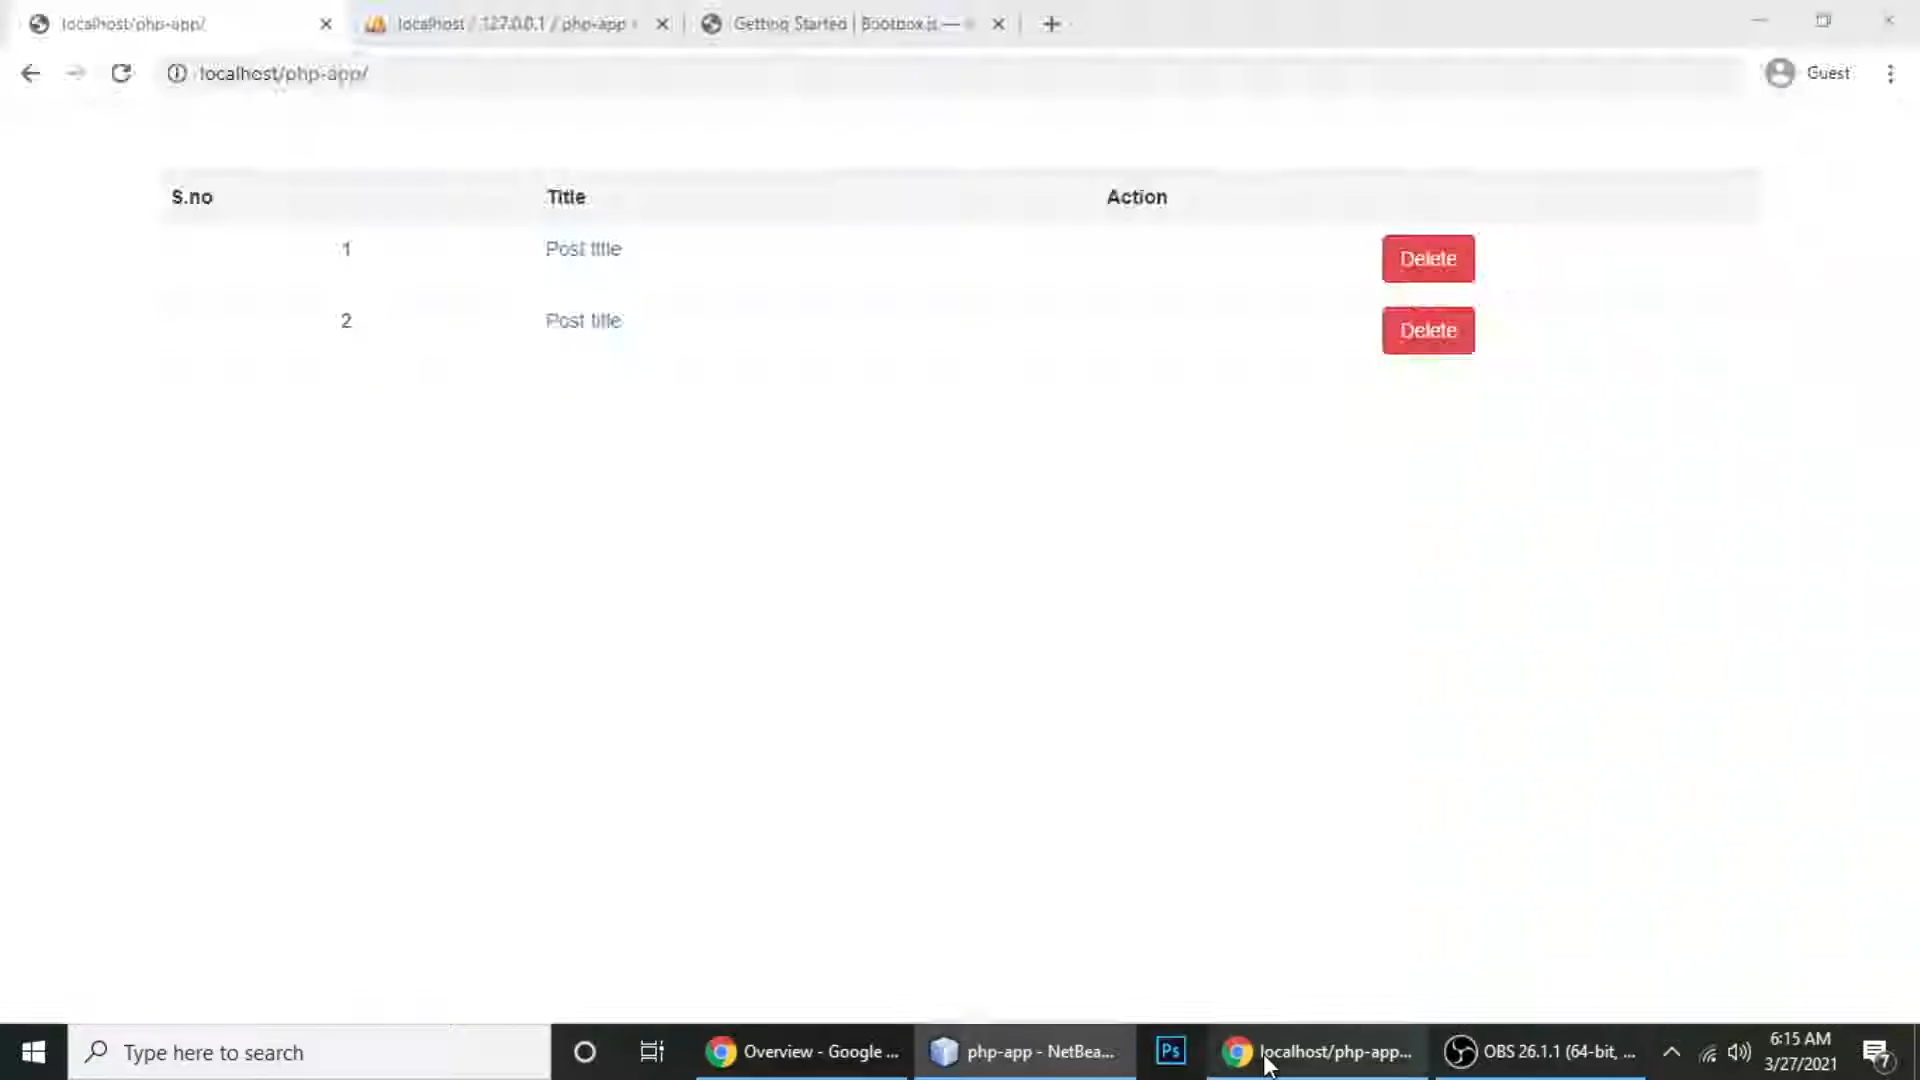 localhost/php-app/
localhost / 127.0.0.1 / php-app
Getting Started | Bootbox.js —
localhost/php-app/
Guest
S.no Title Action
1 Post title Delete
2 Post title Delete
Type here to search
Overview - Google ...
php-app - NetBea...
Ps
localhost/php-app...
OBS 26.1.1 (64-bit, ...
6:15 AM
3/27/2021
7